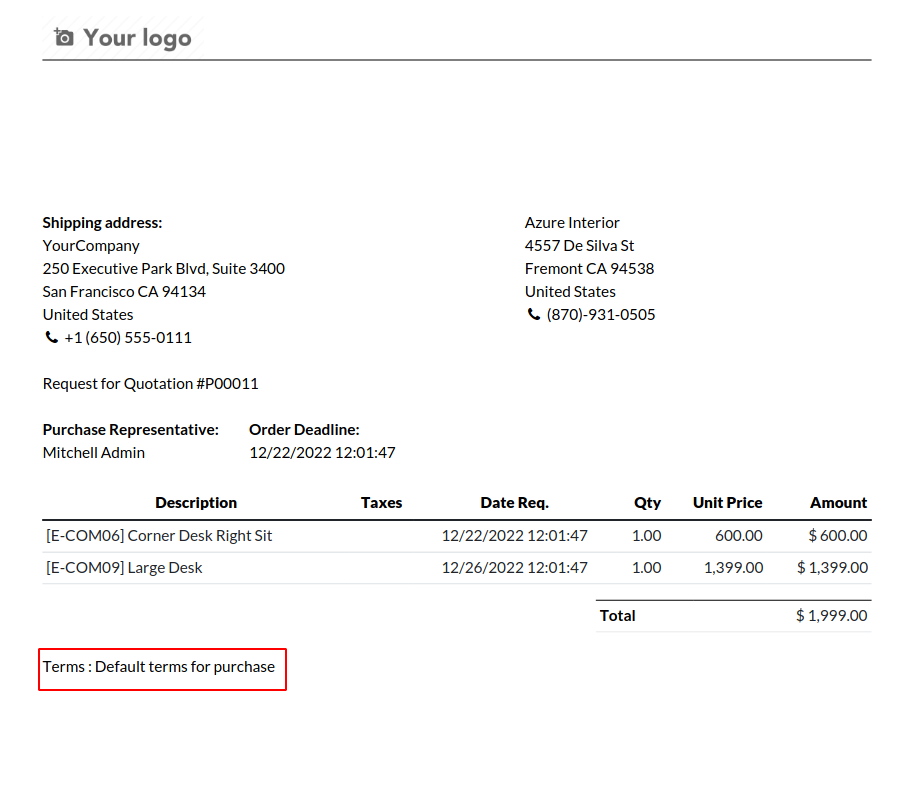 Your logo
Shipping address:
YourCompany
250 Executive Park Blvd, Suite 3400
San Francisco CA 94134
United States
+1 (650) 555-0111
Azure Interior
4557 De Silva St
Fremont CA 94538
United States
(870)-931-0505
Request for Quotation #P00011
Purchase Representative: Order Deadline:
Mitchell Admin 12/22/2022 12:01:47
Description Taxes Date Req. Qty Unit Price Amount
[E-COM06] Corner Desk Right Sit 12/22/2022 12:01:47 1.00 600.00 $ 600.00
[E-COM09] Large Desk 12/26/2022 12:01:47 1.00 1,399.00 $ 1,399.00
Total $ 1,999.00
Terms : Default terms for purchase